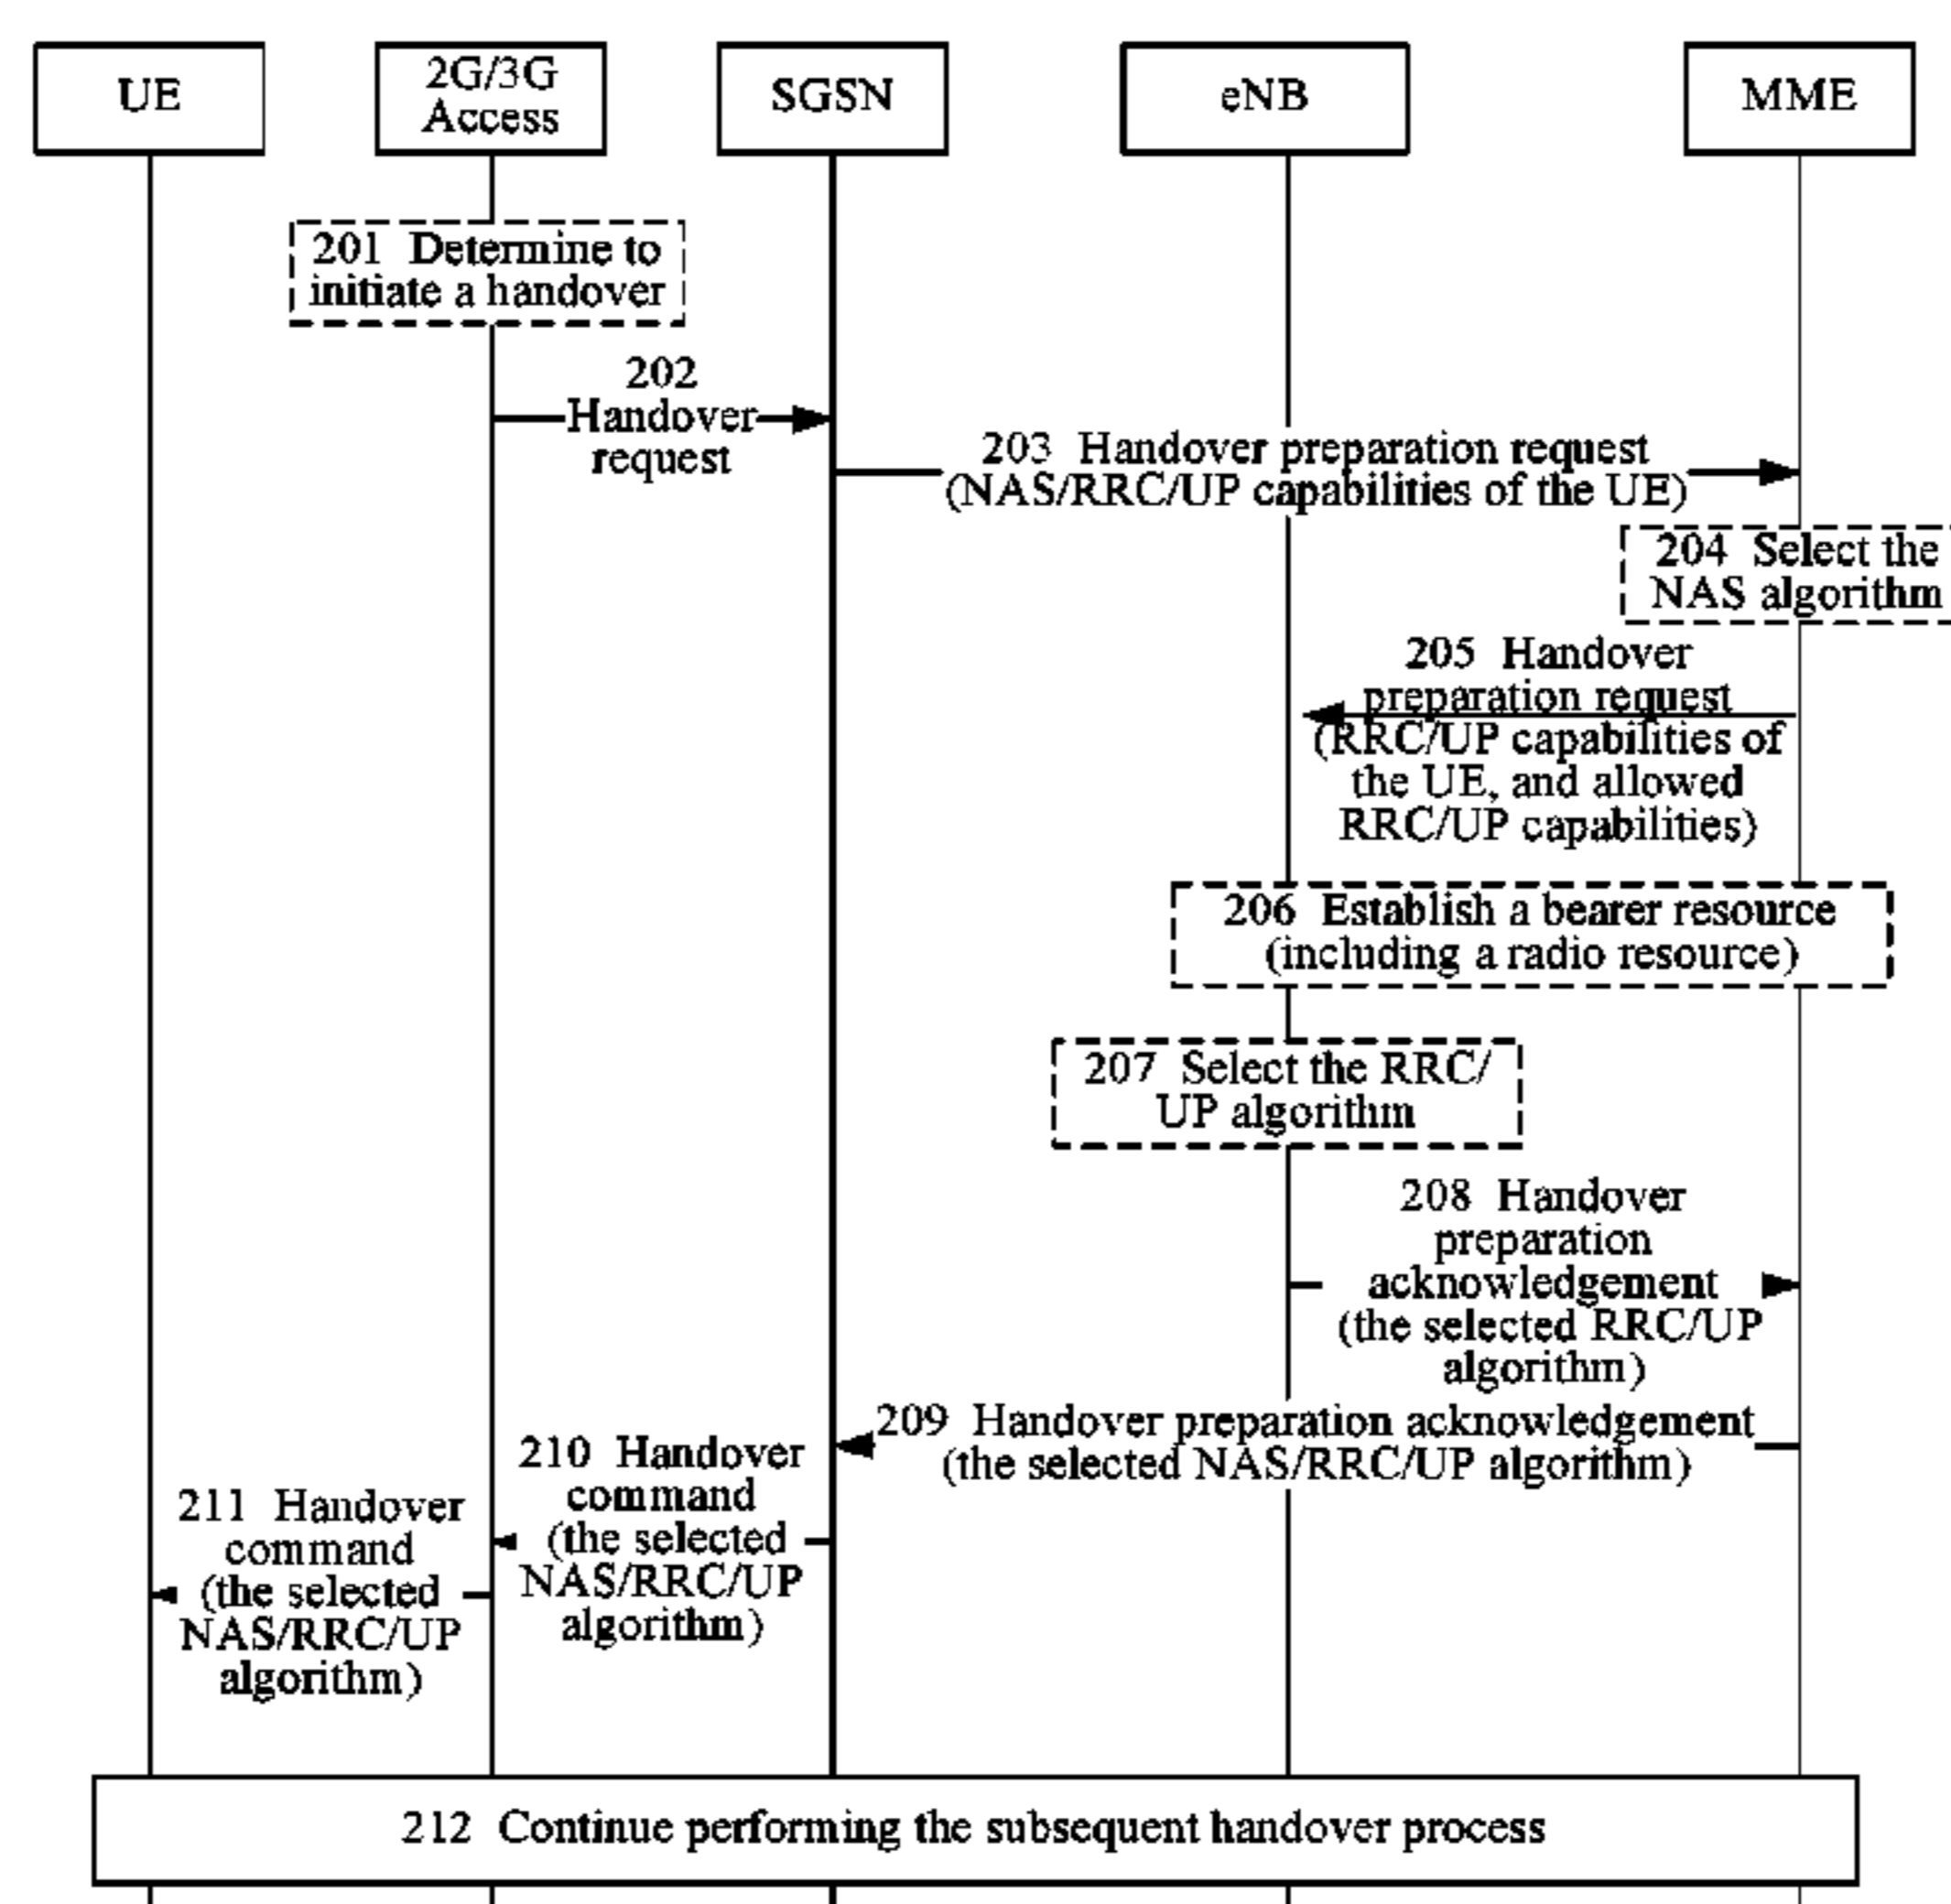 UE
2G/3G
Access
SGSN
eNB
MME
201 Determine to
initiate a handover
202
Handover
request
203 Handover preparation request
(NAS/RRC/UP capabilities of the UE)
204 Select the
NAS algorithm
205 Handover
preparation request
(RRC/UP capabilities of
the UE, and allowed
RRC/UP capabilities)
206 Establish a bearer resource
(including a radio resource)
207 Select the RRC/
UP algorithm
208 Handover
preparation
acknowledgement
(the selected RRC/UP
algorithm)
209 Handover preparation acknowledgement
(the selected NAS/RRC/UP algorithm)
210 Handover
command
(the selected
NAS/RRC/UP
algorithm)
211 Handover
command
(the selected
NAS/RRC/UP
algorithm)
212 Continue performing the subsequent handover process